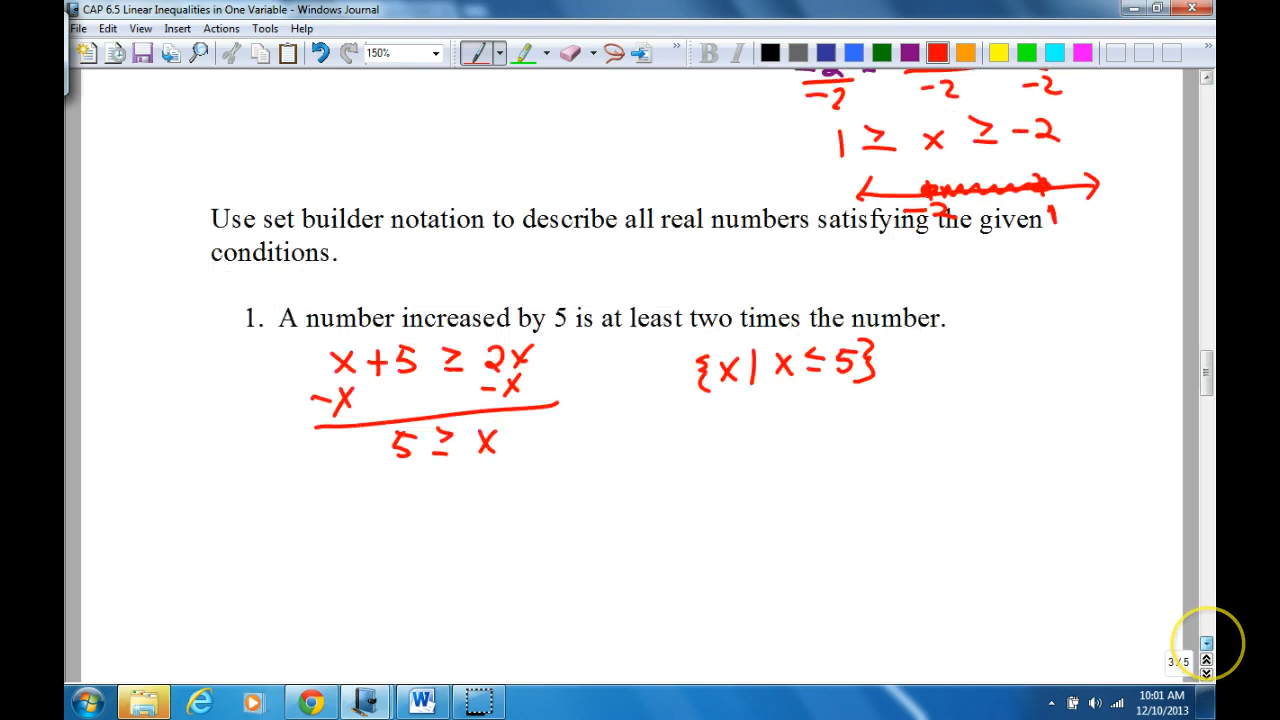 CAP 6.5 Linear Inequalities in One Variable - Windows Journal
File Edit View Insert Actions Tools Help
150% B I
-2 -2 -2
1 ≥ x ≥ -2
-2 1
Use set builder notation to describe all real numbers satisfying the given
conditions.
1. A number increased by 5 is at least two times the number.
x + 5 ≥ 2x {x | x ≤ 5}
-x -x
5 ≥ x
3 / 5
10:01 AM
12/10/2013